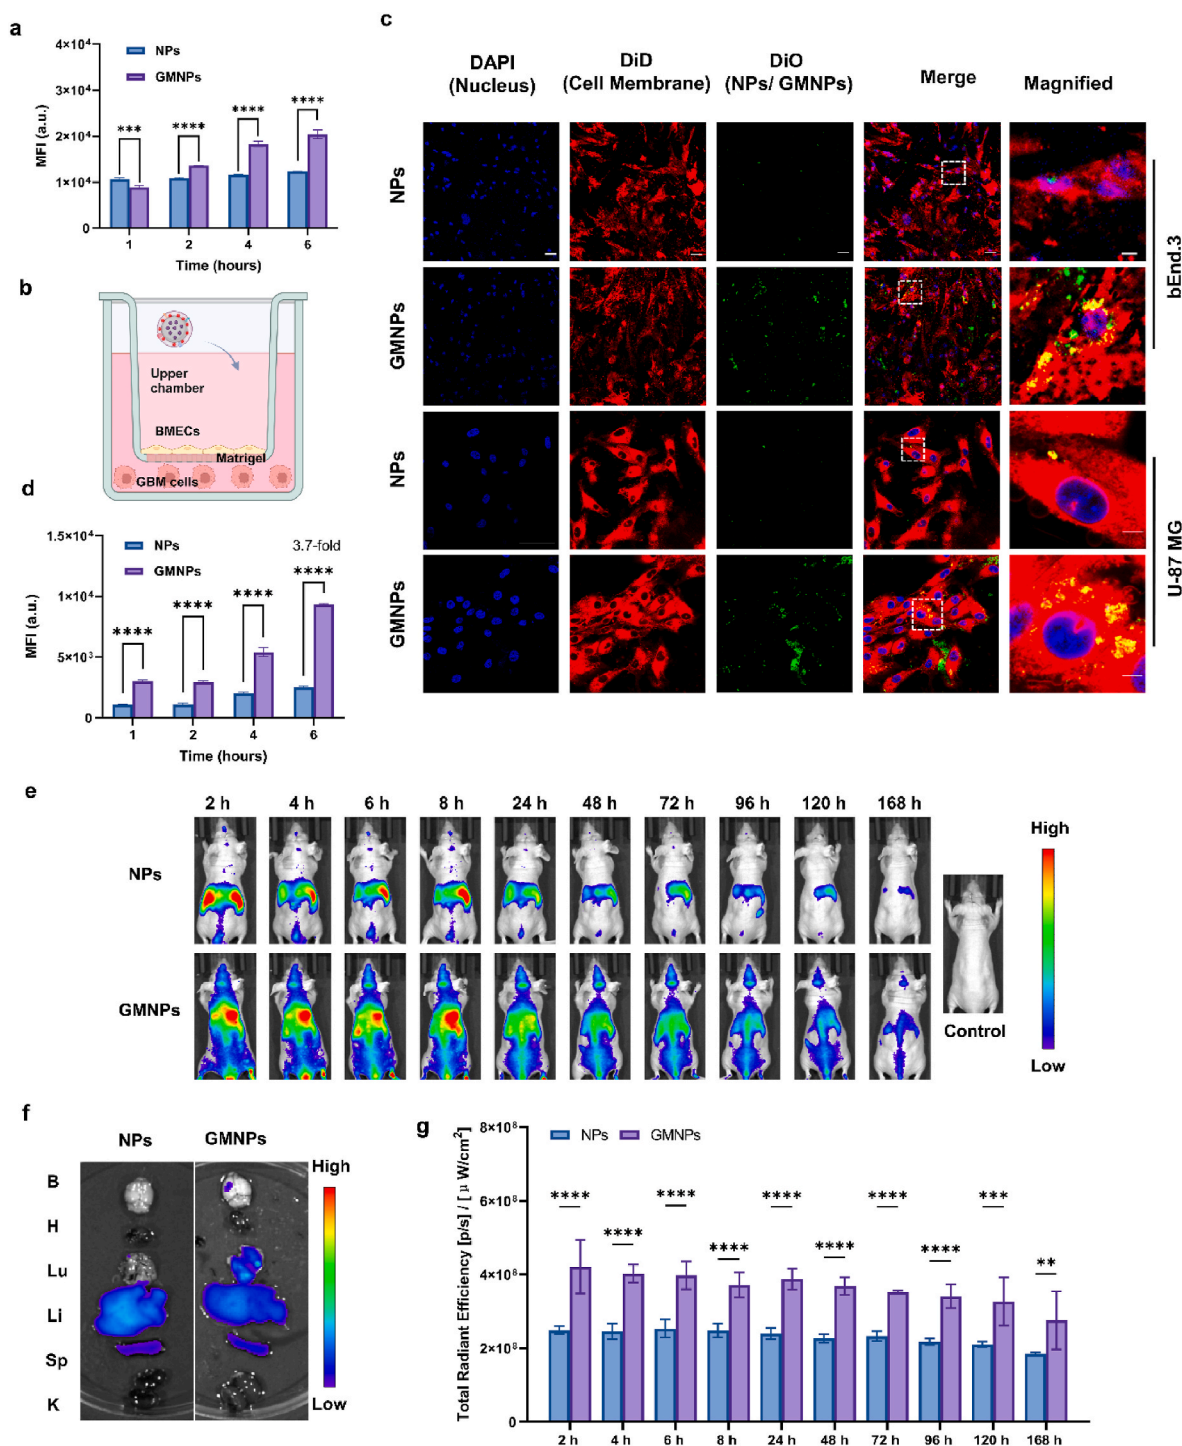 a
4×10⁴
3×10⁴
2×10⁴
1×10⁴
0
MFI (a.u.)
NPs
GMNPs
***
****
****
****
1 2 4 6
Time (hours)
b
Upper
chamber
BMECs
Matrigel
GBM cells
c
DAPI
(Nucleus)
DiD
(Cell Membrane)
DiO
(NPs/ GMNPs)
Merge
Magnified
NPs
GMNPs
NPs
GMNPs
bEnd.3
U-87 MG
d
1.5×10⁴
1×10⁴
5×10³
0
MFI (a.u.)
NPs
GMNPs
3.7-fold
****
****
****
****
1 2 4 6
Time (hours)
e
2 h 4 h 6 h 8 h 24 h 48 h 72 h 96 h 120 h 168 h
NPs
GMNPs
Control
High
Low
f
NPs GMNPs
B
H
Lu
Li
Sp
K
High
Low
g
8×10⁸
6×10⁸
4×10⁸
2×10⁸
0
Total Radiant Efficiency [p/s] / [ μ W/cm²]
NPs GMNPs
**** **** **** **** **** **** **** **** *** **
2 h 4 h 6 h 8 h 24 h 48 h 72 h 96 h 120 h 168 h